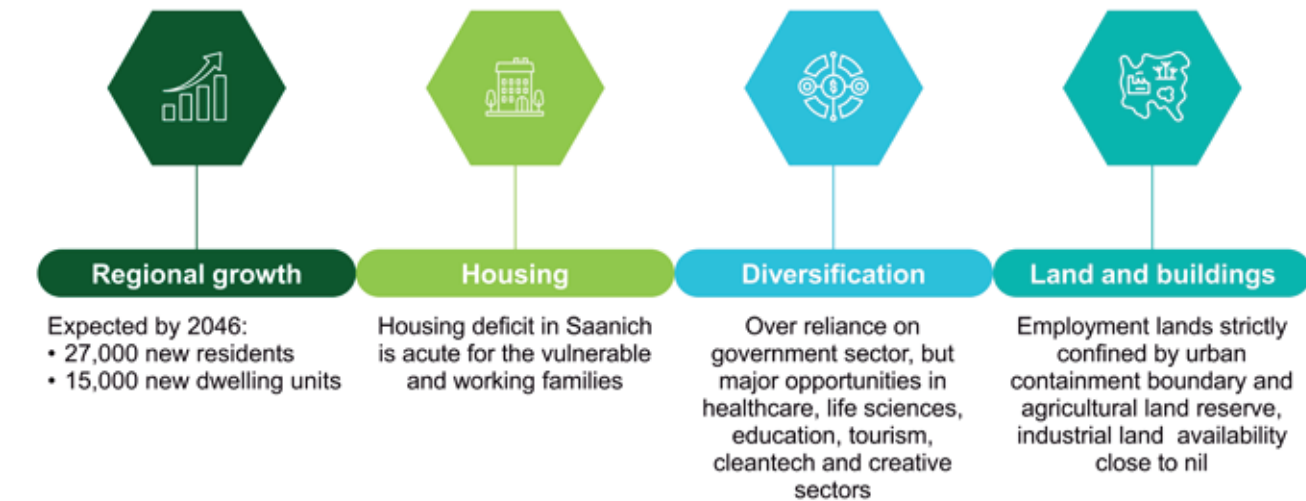 Regional growth
Expected by 2046:
• 27,000 new residents
• 15,000 new dwelling units
Housing
Housing deficit in Saanich
is acute for the vulnerable
and working families
Diversification
Over reliance on
government sector, but
major opportunities in
healthcare, life sciences,
education, tourism,
cleantech and creative
sectors
Land and buildings
Employment lands strictly
confined by urban
containment boundary and
agricultural land reserve,
industrial land availability
close to nil